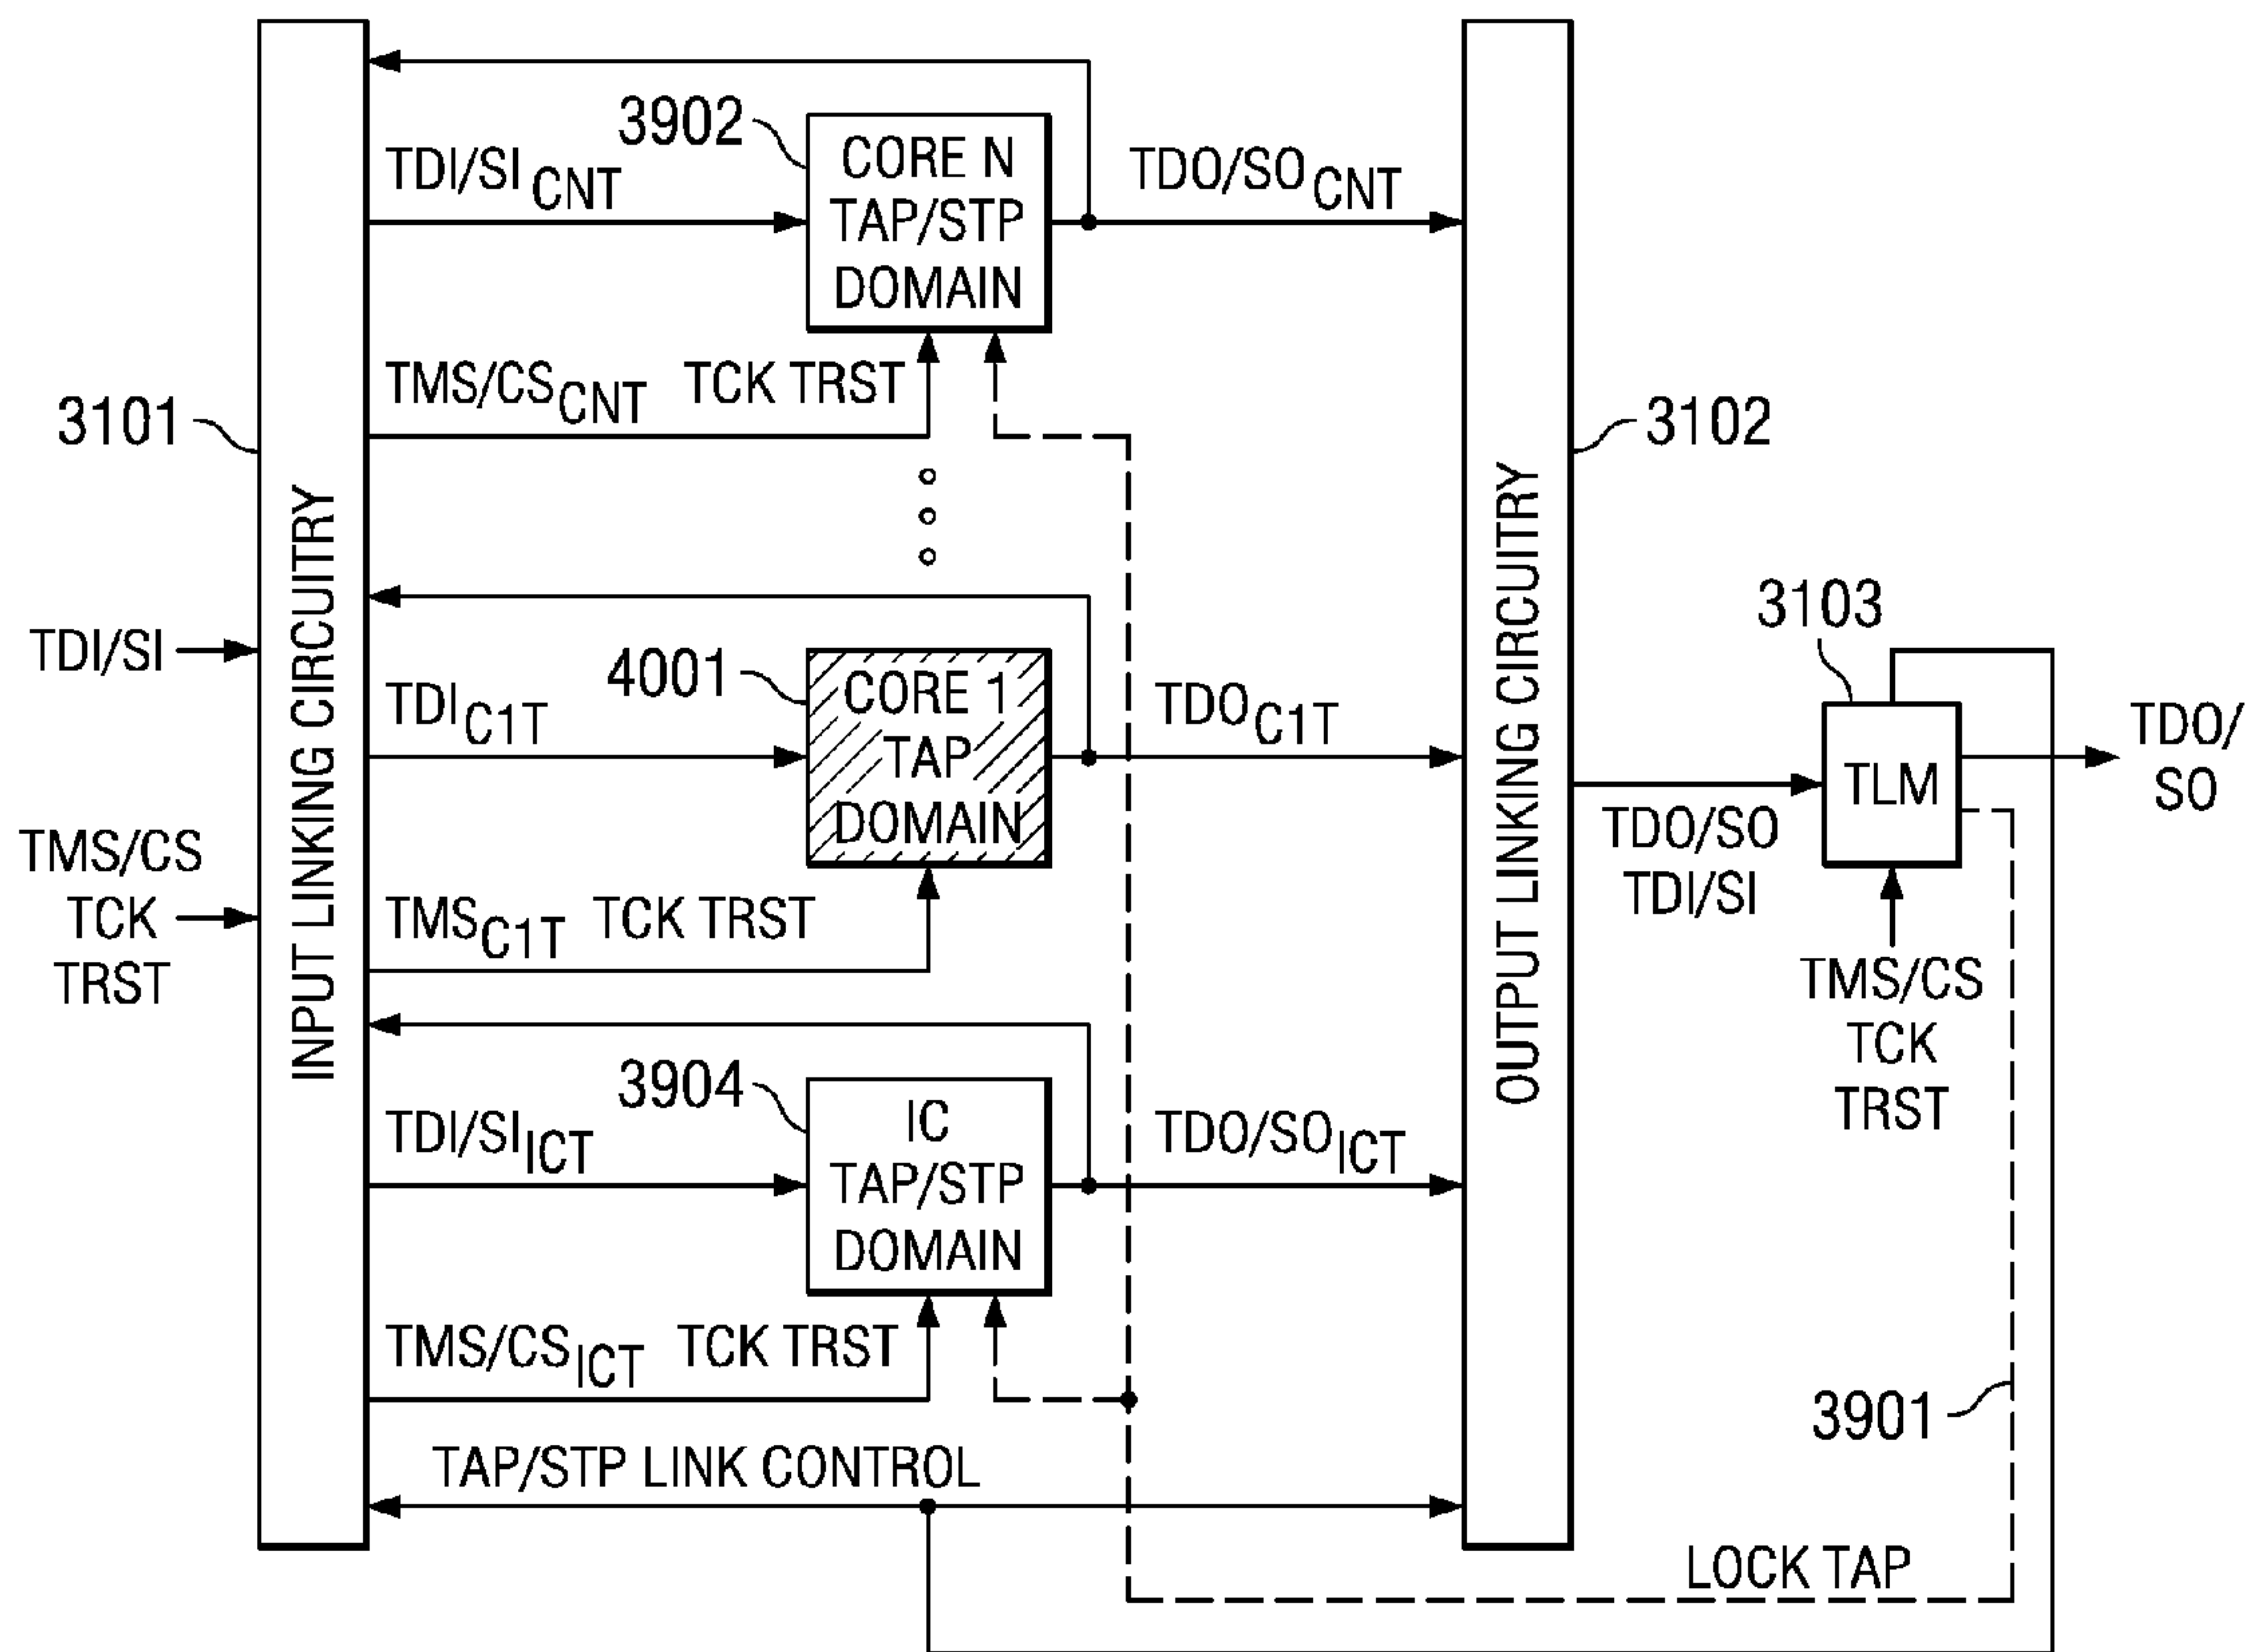 3902
CORE N
TAP/STP
DOMAIN
TDI/SI CNT
TDO/SO CNT
TMS/CS CNT TCK TRST
3101
3102
INPUT LINKING CIRCUITRY
OUTPUT LINKING CIRCUITRY
TDI/SI
TMS/CS
TCK
TRST
4001
CORE 1
TAP
DOMAIN
TDI C1T
TDO C1T
TMS C1T TCK TRST
3103
TLM
TDO/
SO
TDO/SO
TDI/SI
TMS/CS
TCK
TRST
3904
IC
TAP/STP
DOMAIN
TDI/SI ICT
TDO/SO ICT
TMS/CS ICT TCK TRST
3901
TAP/STP LINK CONTROL
LOCK TAP